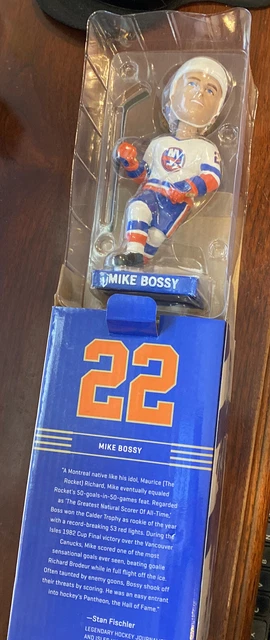 NY
MIKE BOSSY
22
MIKE BOSSY
"A Montreal native like his idol, Maurice (The
Rocket) Richard, Mike eventually equaled
Rocket's 50-goals-in-50-games feat. Regarded
as 'The Greatest Natural Scorer Of All-Time,'
Boss won the Calder Trophy as rookie of the year
with a record-breaking 53 red lights. During the
Isles 1982 Cup Final victory over the Vancouver
Canucks, Mike scored one of the most
sensational goals ever seen, beating goalie
Richard Brodeur while in full flight off the ice.
Often taunted by enemy goons, Bossy shook off
their threats by scoring. He was an easy entrant
into hockey's Pantheon, the Hall of Fame."
—Stan Fischler
LEGENDARY HOCKEY JOURNALIST